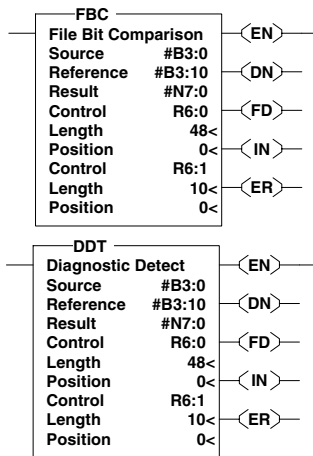 FBC
File Bit Comparison EN
Source #B3:0
Reference #B3:10 DN
Result #N7:0
Control R6:0 FD
Length 48<
Position 0< IN
Control R6:1
Length 10< ER
Position 0<
DDT
Diagnostic Detect EN
Source #B3:0
Reference #B3:10 DN
Result #N7:0
Control R6:0 FD
Length 48<
Position 0< IN
Control R6:1
Length 10< ER
Position 0<